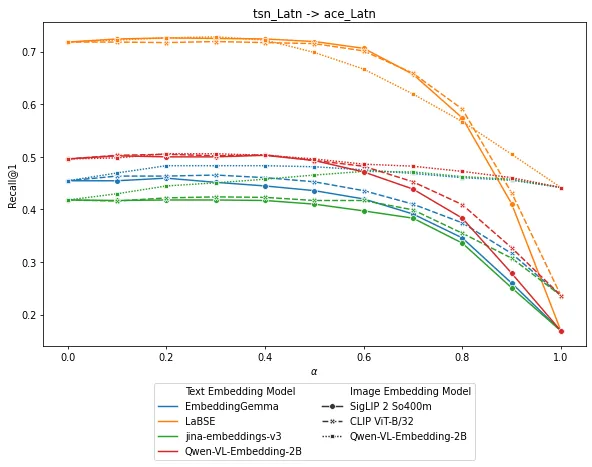 tsn_Latn -> ace_Latn
Recall@1
0.7
0.6
0.5
0.4
0.3
0.2
0.0 0.2 0.4 0.6 0.8 1.0
α
Text Embedding Model Image Embedding Model
EmbeddingGemma SigLIP 2 So400m
LaBSE CLIP ViT-B/32
jina-embeddings-v3 Qwen-VL-Embedding-2B
Qwen-VL-Embedding-2B